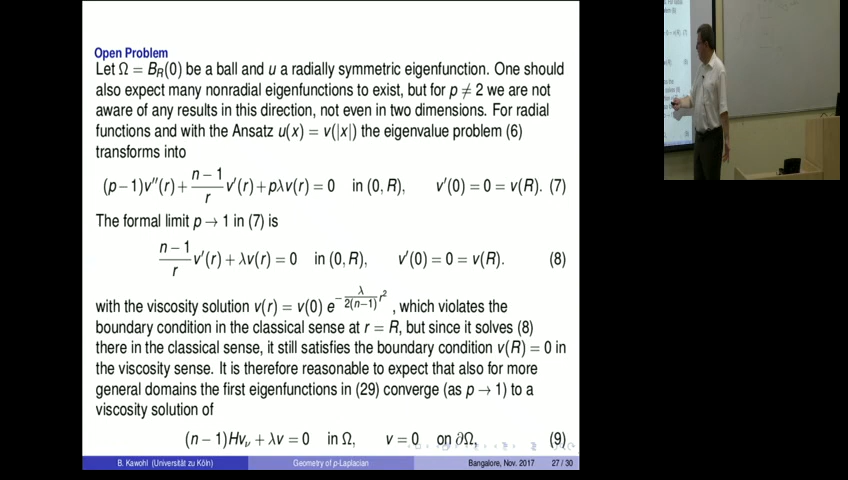 Open Problem
Let Ω = B_R(0) be a ball and u a radially symmetric eigenfunction. One should
also expect many nonradial eigenfunctions to exist, but for p ≠ 2 we are not
aware of any results in this direction, not even in two dimensions. For radial
functions and with the Ansatz u(x) = v(|x|) the eigenvalue problem (6)
transforms into
(p−1)v″(r) + \frac{n−1}{r} v′(r) + pλv(r) = 0 in (0, R), v′(0) = 0 = v(R). (7)
The formal limit p → 1 in (7) is
\frac{n−1}{r} v′(r) + λv(r) = 0 in (0, R), v′(0) = 0 = v(R). (8)
with the viscosity solution v(r) = v(0) e^{−\frac{λ}{2(n−1)} r^2}, which violates the
boundary condition in the classical sense at r = R, but since it solves (8)
there in the classical sense, it still satisfies the boundary condition v(R) = 0 in
the viscosity sense. It is therefore reasonable to expect that also for more
general domains the first eigenfunctions in (29) converge (as p → 1) to a
viscosity solution of
(n − 1)Hv_ν + λv = 0 in Ω, v = 0 on ∂Ω, (9)
B. Kawohl (Universität zu Köln) Geometry of p-Laplacian Bangalore, Nov. 2017 27 / 30